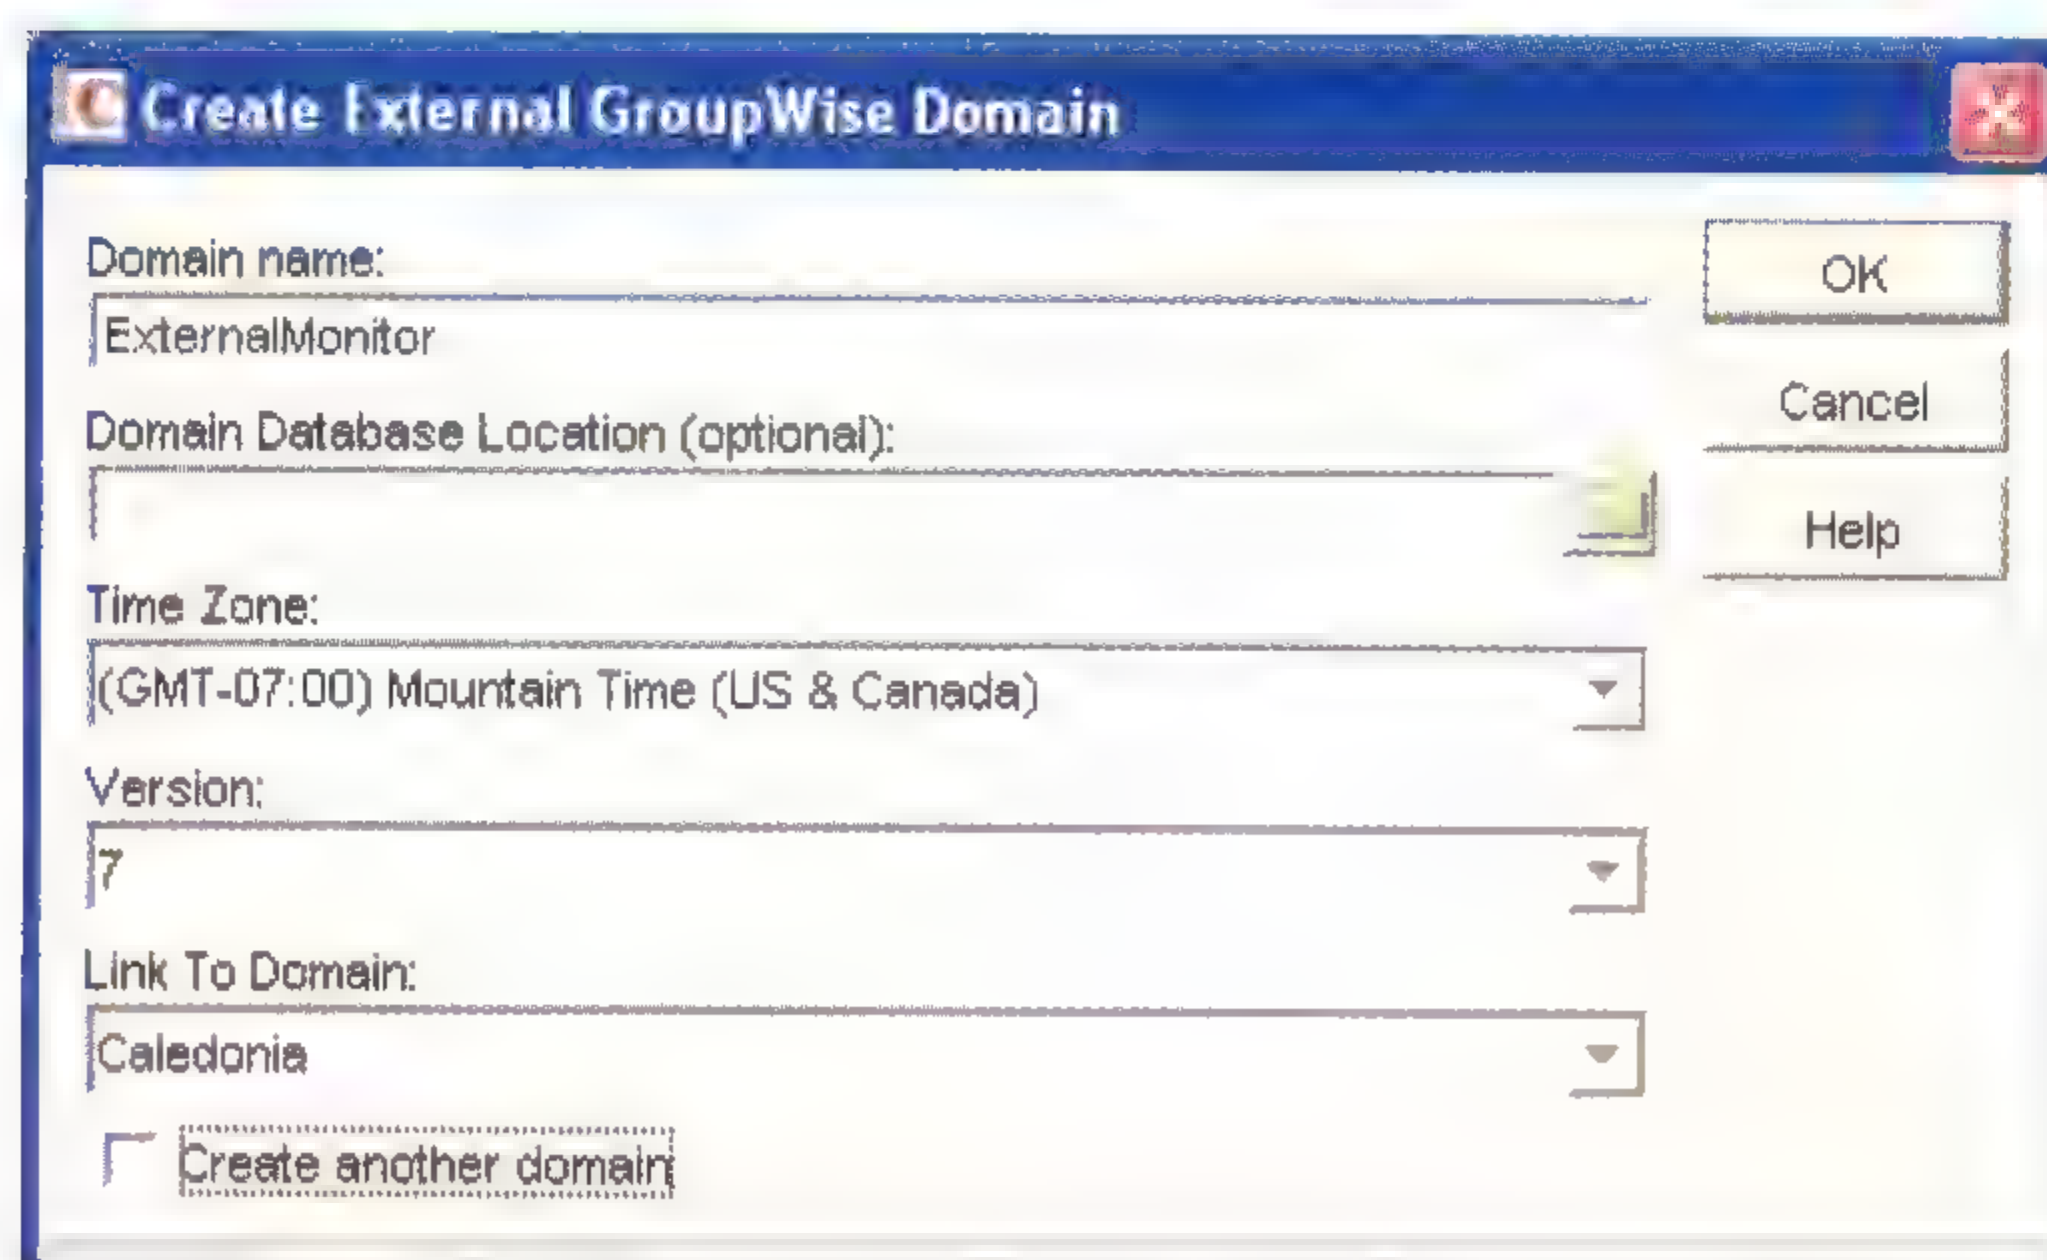 Create External GroupWise Domain
Domain name:
OK
ExternalMonitor
Cancel
Domain Database Location (optional):
Help
Time Zone:
(GMT-07:00) Mountain Time (US & Canada)
Version:
7
Link To Domain:
Caledonia
Create another domain